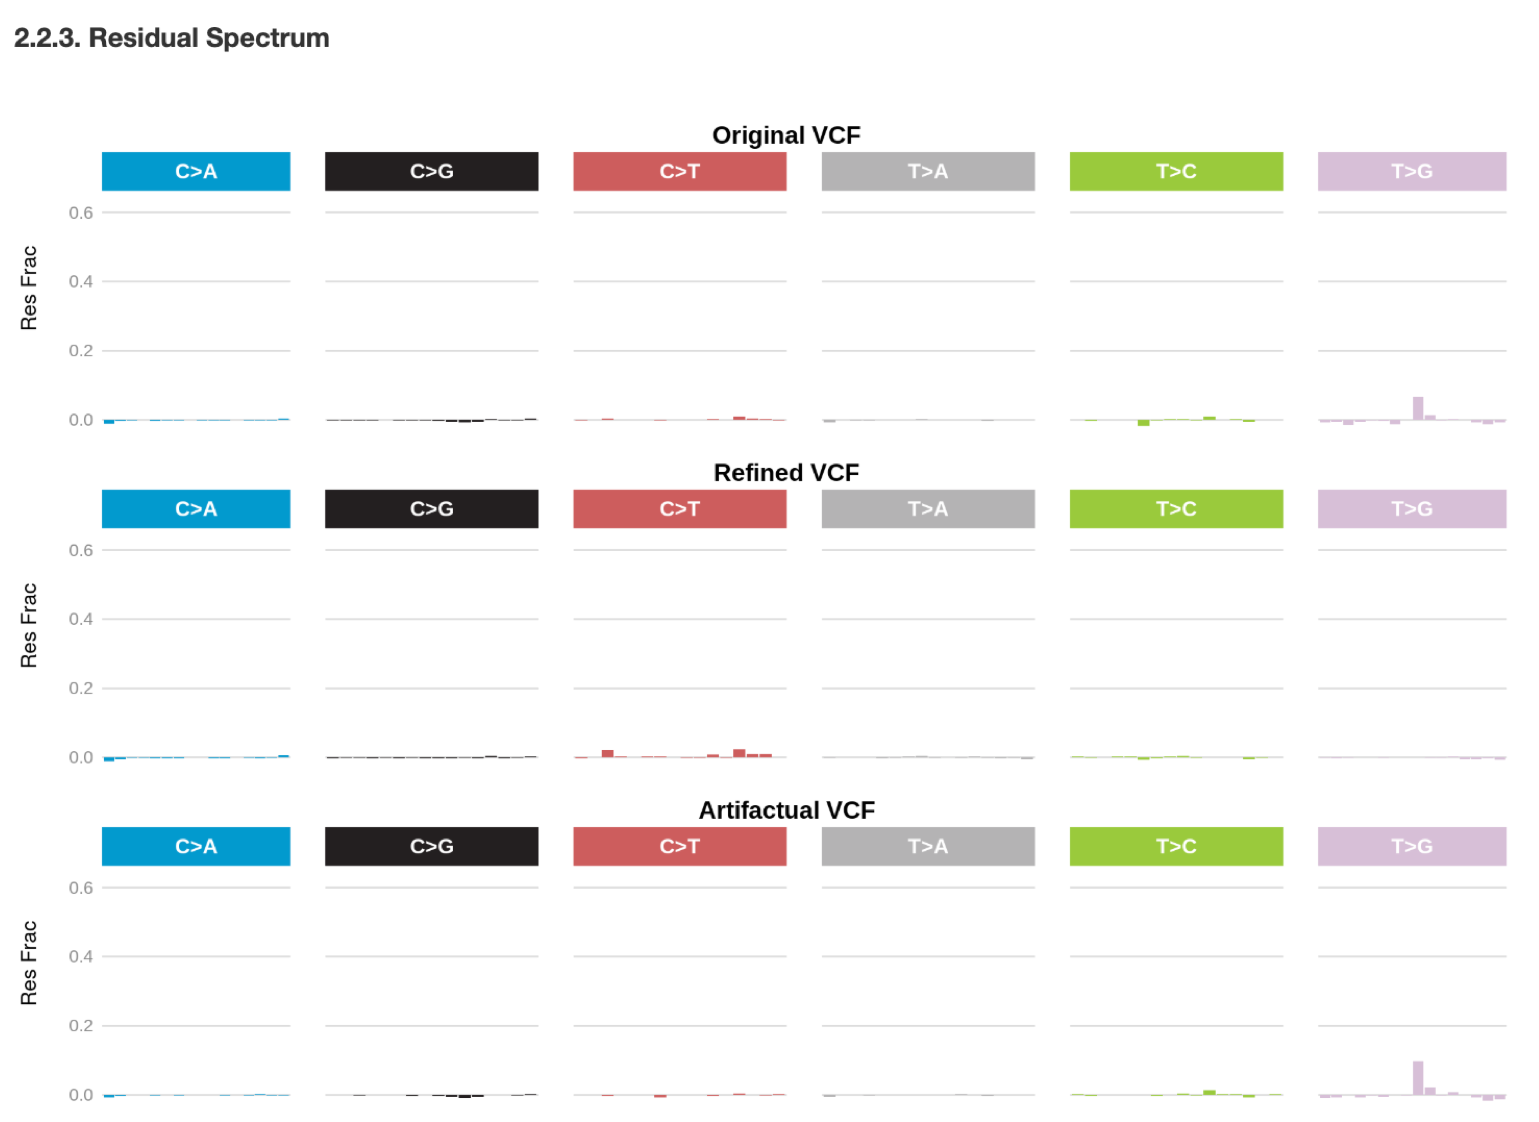 2.2.3. Residual Spectrum
Original VCF
C>A C>G C>T T>A T>C T>G
Res Frac
0.6
0.4
0.2
0.0
Refined VCF
C>A C>G C>T T>A T>C T>G
Res Frac
0.6
0.4
0.2
0.0
Artifactual VCF
C>A C>G C>T T>A T>C T>G
Res Frac
0.6
0.4
0.2
0.0